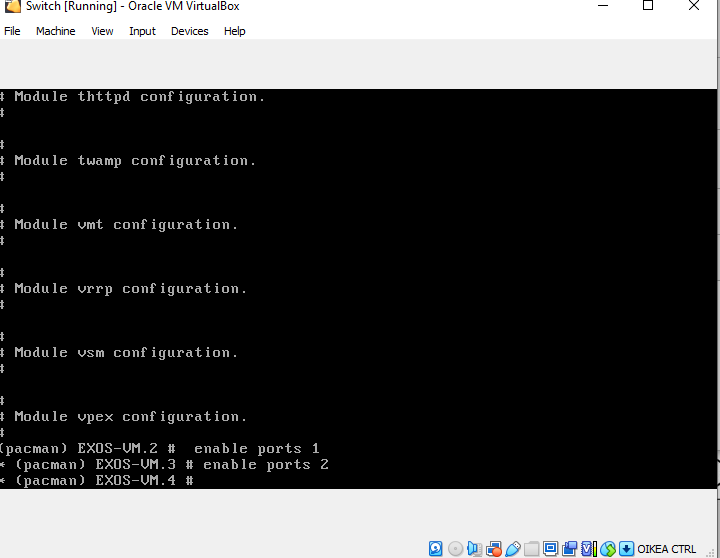 Switch [Running] - Oracle VM VirtualBox
File Machine View Input Devices Help
# Module thttpd configuration.
#
#
# Module twamp configuration.
#
#
# Module vmt configuration.
#
#
# Module vrrp configuration.
#
#
# Module vsm configuration.
#
#
# Module vpex configuration.
#
(pacman) EXOS-VM.2 #  enable ports 1
* (pacman) EXOS-VM.3 # enable ports 2
* (pacman) EXOS-VM.4 #
OIKEA CTRL